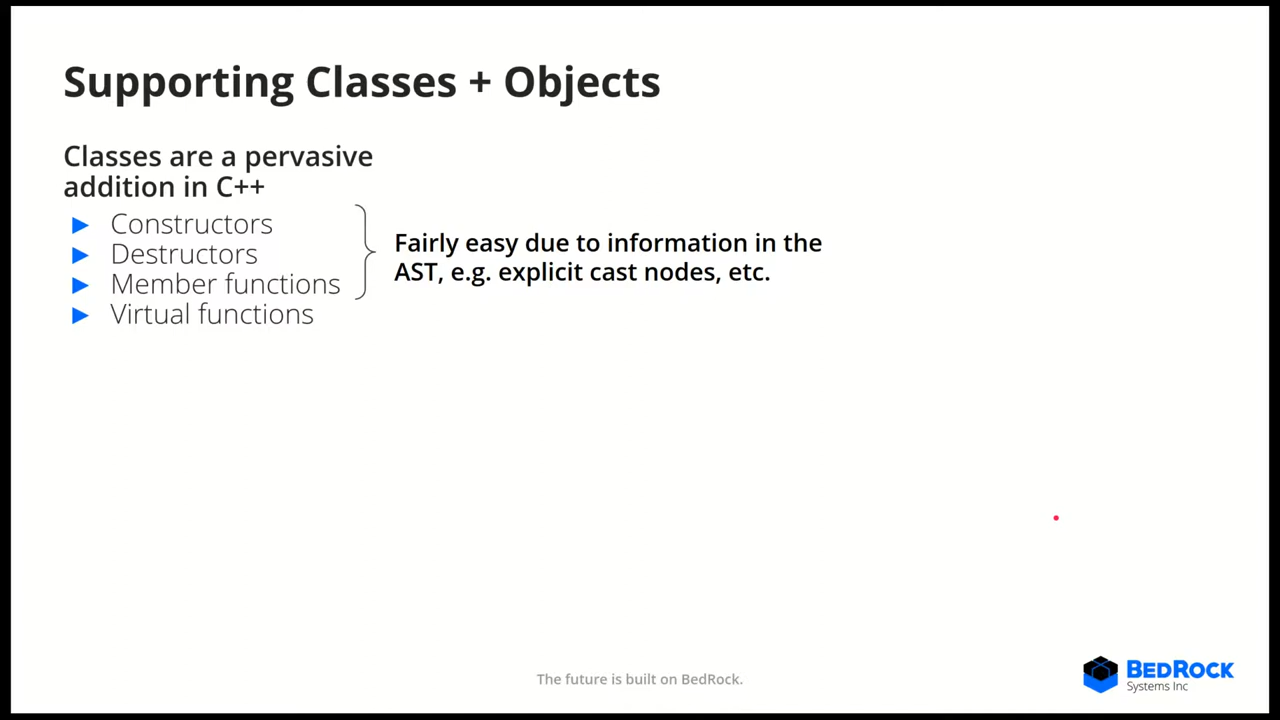 Supporting Classes + Objects
Classes are a pervasive
addition in C++
Constructors
Destructors
Member functions
Virtual functions
Fairly easy due to information in the
AST, e.g. explicit cast nodes, etc.
The future is built on BedRock.
BEDROCK
Systems Inc